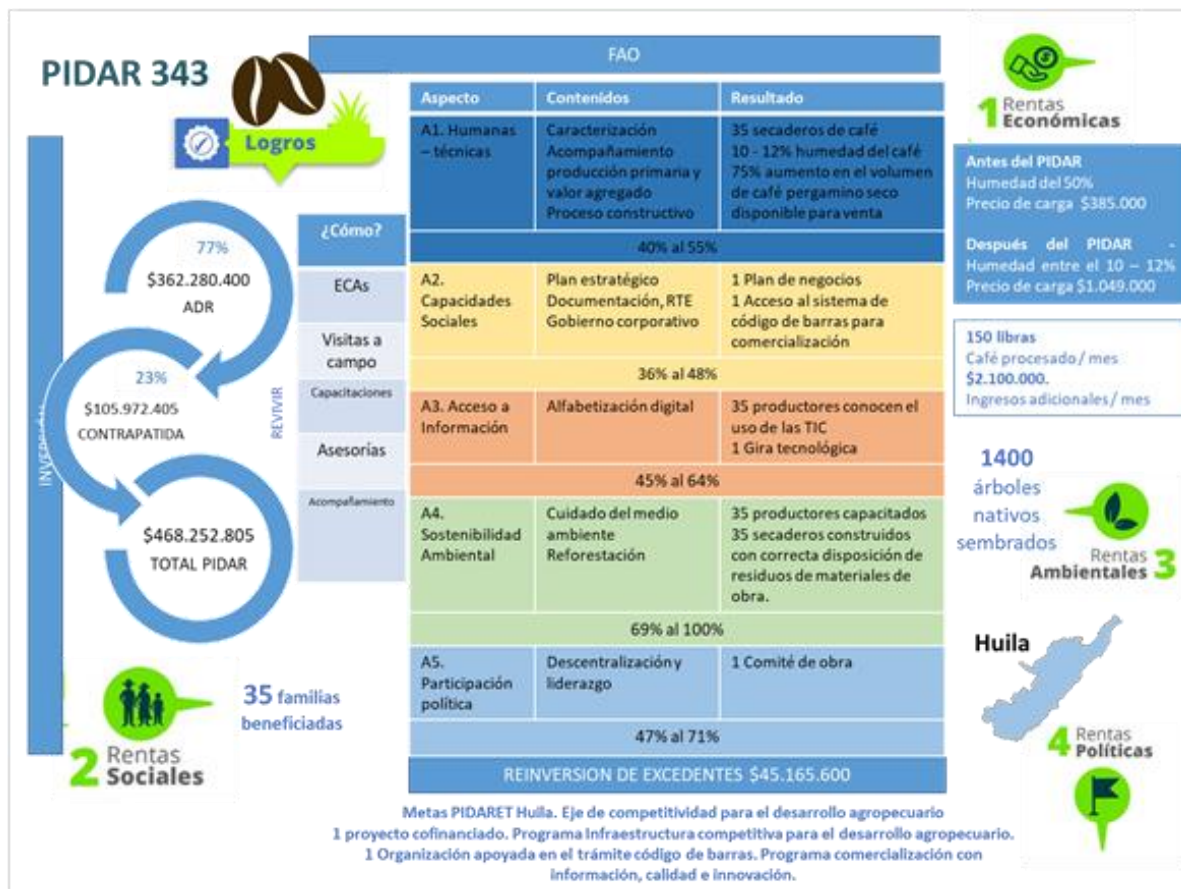 PIDAR 343
Logros
FAO
INVERSIÓN
77%
$362.280.400
ADR
23%
$105.972.405
CONTRAPATIDA
$468.252.805
TOTAL PIDAR
REVIVIR
¿Cómo?
ECAs
Visitas a
campo
Capacitaciones
Asesorías
Acompañamiento
Aspecto
Contenidos
Resultado
A1. Humanas
– técnicas
Caracterización
Acompañamiento
producción primaria y
valor agregado
Proceso constructivo
35 secaderos de café
10 - 12% humedad del café
75% aumento en el volumen
de café pergamino seco
disponible para venta
40% al 55%
A2.
Capacidades
Sociales
Plan estratégico
Documentación, RTE
Gobierno corporativo
1 Plan de negocios
1 Acceso al sistema de
código de barras para
comercialización
36% al 48%
A3. Acceso a
Información
Alfabetización digital
35 productores conocen el
uso de las TIC
1 Gira tecnológica
45% al 64%
A4.
Sostenibilidad
Ambiental
Cuidado del medio
ambiente
Reforestación
35 productores capacitados
35 secaderos construidos
con correcta disposición de
residuos de materiales de
obra.
69% al 100%
A5.
Participación
política
Descentralización y
liderazgo
1 Comité de obra
47% al 71%
REINVERSION DE EXCEDENTES $45.165.600
1 Rentas
Económicas
Antes del PIDAR
Humedad del 50%
Precio de carga $385.000
Después del PIDAR -
Humedad entre el 10 – 12%
Precio de carga $1.049.000
150 libras
Café procesado / mes
$2.100.000.
Ingresos adicionales / mes
1400
árboles
nativos
sembrados
Rentas
Ambientales 3
Huila
4 Rentas
Políticas
35 familias
beneficiadas
2 Rentas
Sociales
Metas PIDARET Huila. Eje de competitividad para el desarrollo agropecuario
1 proyecto cofinanciado. Programa Infraestructura competitiva para el desarrollo agropecuario.
1 Organización apoyada en el trámite código de barras. Programa comercialización con
información, calidad e innovación.